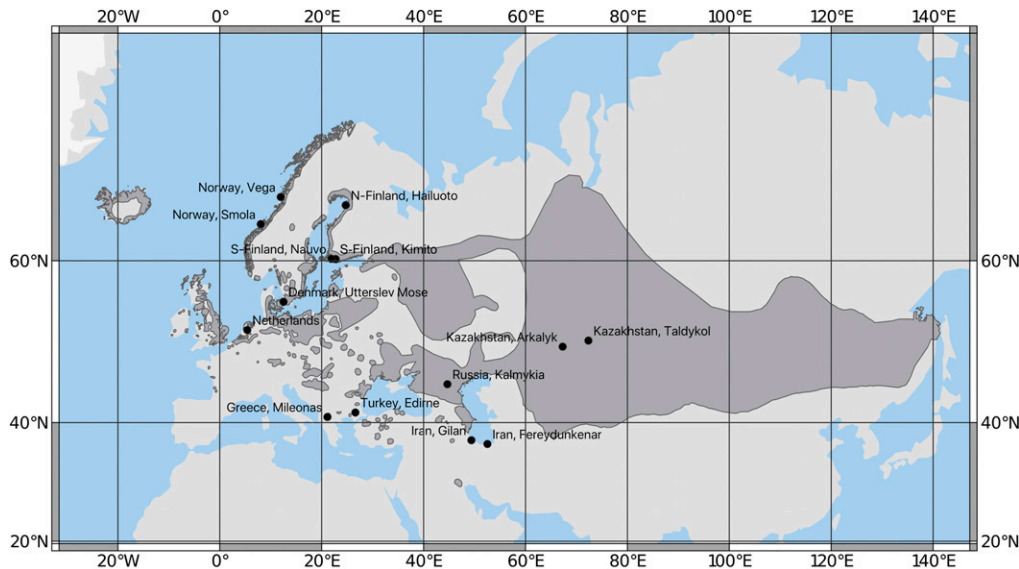 20°W 0° 20°E 40°E 60°E 80°E 100°E 120°E 140°E
Norway, Vega
N-Finland, Hailuoto
Norway, Smola
S-Finland, Nauvo
S-Finland, Kimito
60°N
60°N
Denmark, Utterslev Mose
Netherlands
Kazakhstan, Taldykol
Kazakhstan, Arkalyk
Russia, Kalmykia
Turkey, Edirne
Greece, Mileonas
40°N
40°N
Iran, Gilan
Iran, Fereydunkenar
20°N
20°N
20°W 0° 20°E 40°E 60°E 80°E 100°E 120°E 140°E